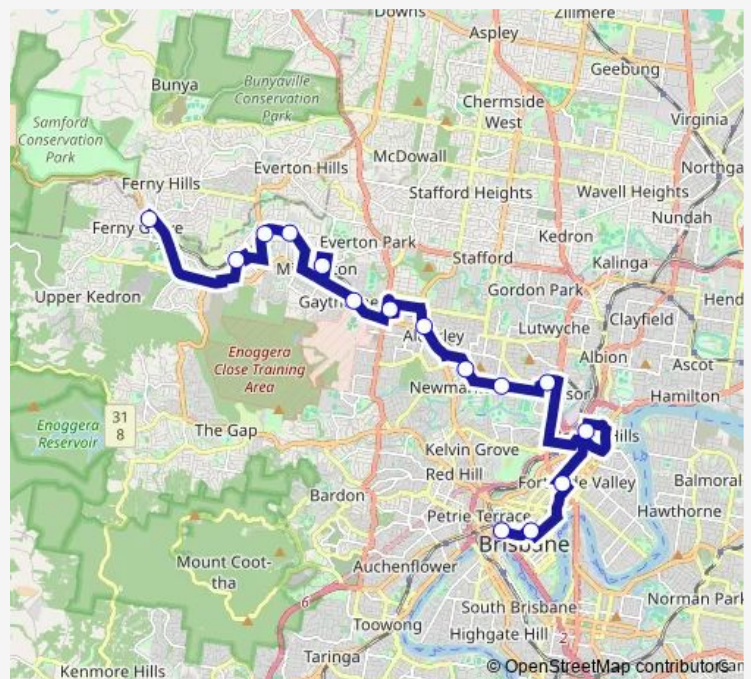 Downs
Zillmere
Aspley
Geebung
Bunya
Bunyaville
Conservation
Park
Chermside
West
Virginia
Samford
Conservation
Park
McDowall
Everton Hills
Northga
Ferny Hills
Stafford Heights
Wavell Heights
Nundah
Ferny
Everton Park
Kedron
Stafford
Kalinga
Upper Kedron
Gordon Park
Hend
Clayfield
Lutwyche
Enoggera
Close Training
Area
Albion
Ascot
Hamilton
31
8
Enoggera
Reservoir
The Gap
Hills
Kelvin Grove
Red Hill
Valley
Balmoral
Bardon
Hawthorne
Petrie Terrace
Brisbane
Mount Coot-
tha
Auchenflower
6
Norman Park
South Brisbane
Toowong
Highgate Hill
2
Taringa
Kenmore Hills
© OpenStreetMap contributors